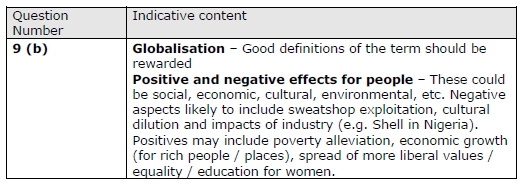 Question Number
Indicative content
9 (b)
Globalisation – Good definitions of the term should be
rewarded
Positive and negative effects for people – These could
be social, economic, cultural, environmental, etc. Negative
aspects likely to include sweatshop exploitation, cultural
dilution and impacts of industry (e.g. Shell in Nigeria).
Positives may include poverty alleviation, economic growth
(for rich people / places), spread of more liberal values /
equality / education for women.